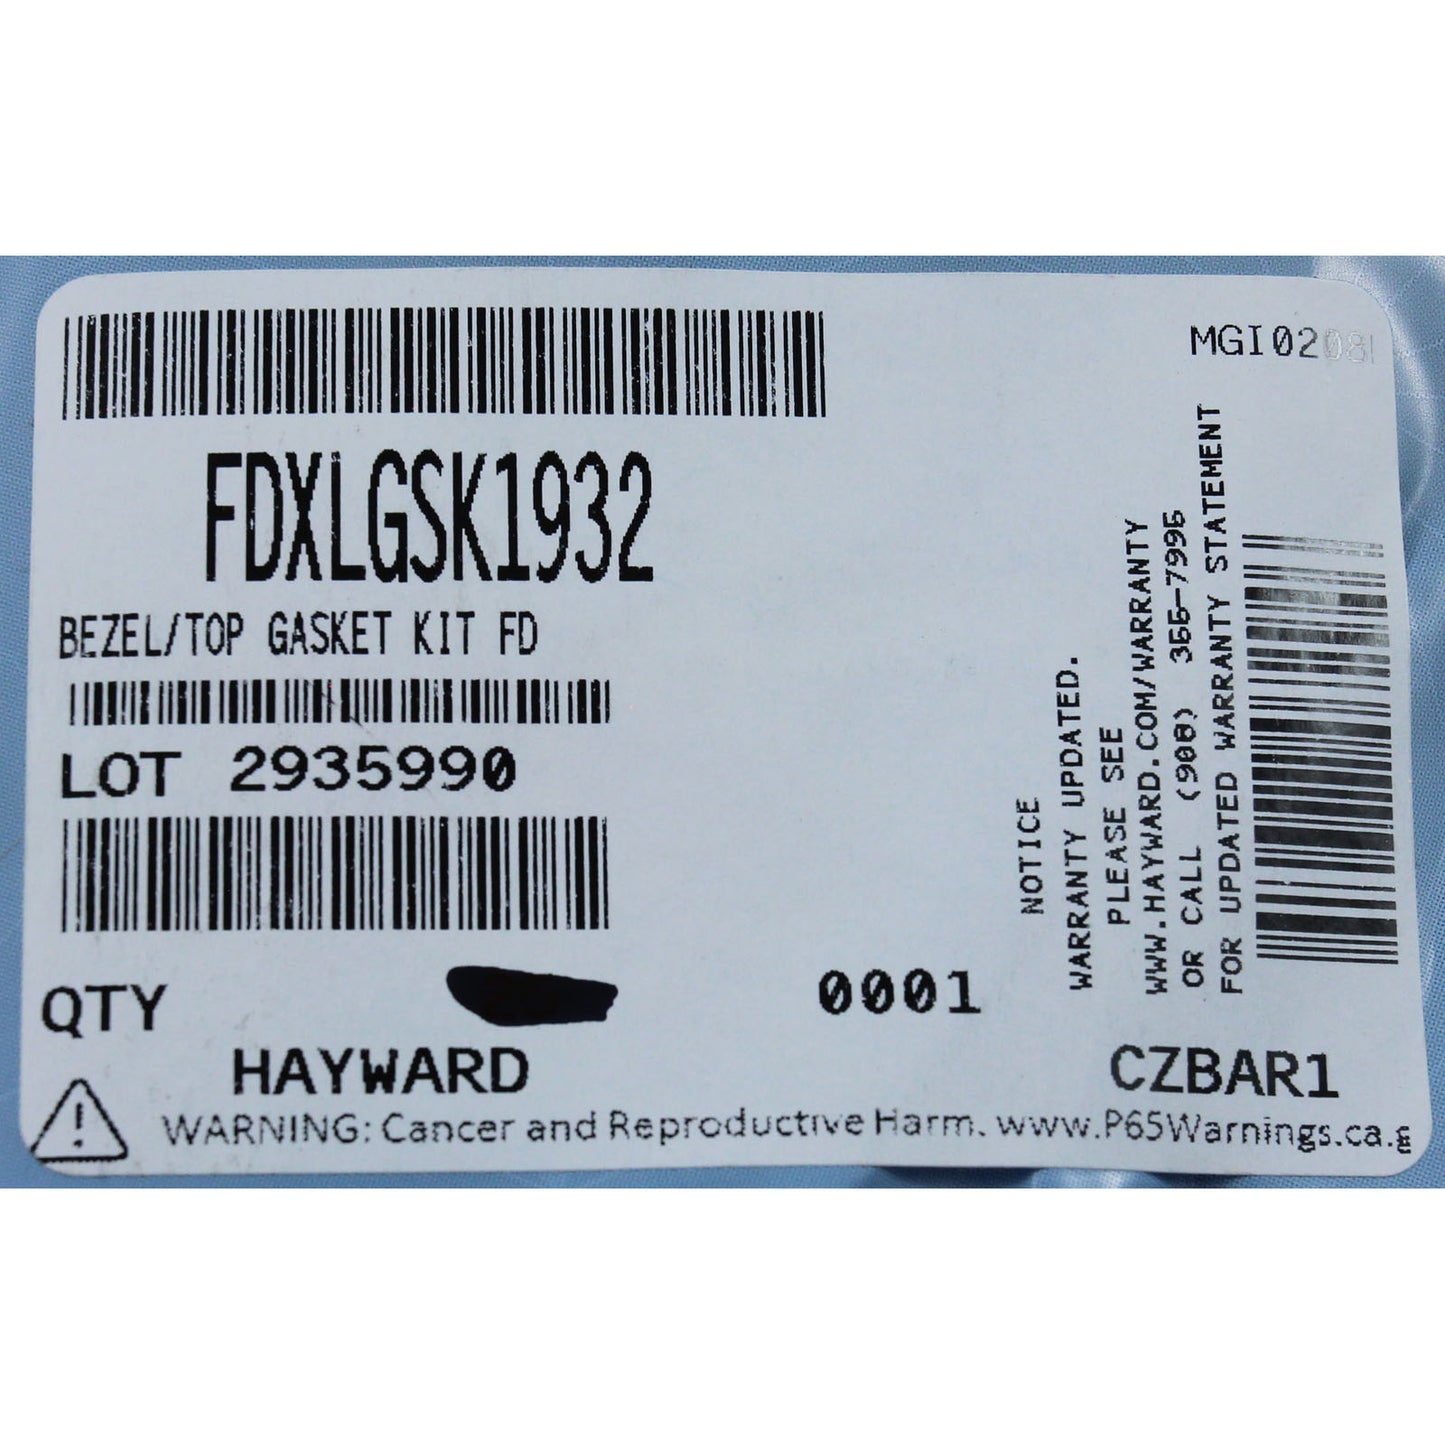 MGI0208
FDXLGSK1932
BEZEL/TOP GASKET KIT FD
LOT 2935990
QTY 0001
HAYWARD
CZBAR1
WARNING: Cancer and Reproductive Harm. www.P65Warnings.ca.g
NOTICE
WARRANTY UPDATED.
PLEASE SEE
WWW.HAYWARD.COM/WARRANTY
OR CALL (908) 355-7995
FOR UPDATED WARRANTY STATEMENT